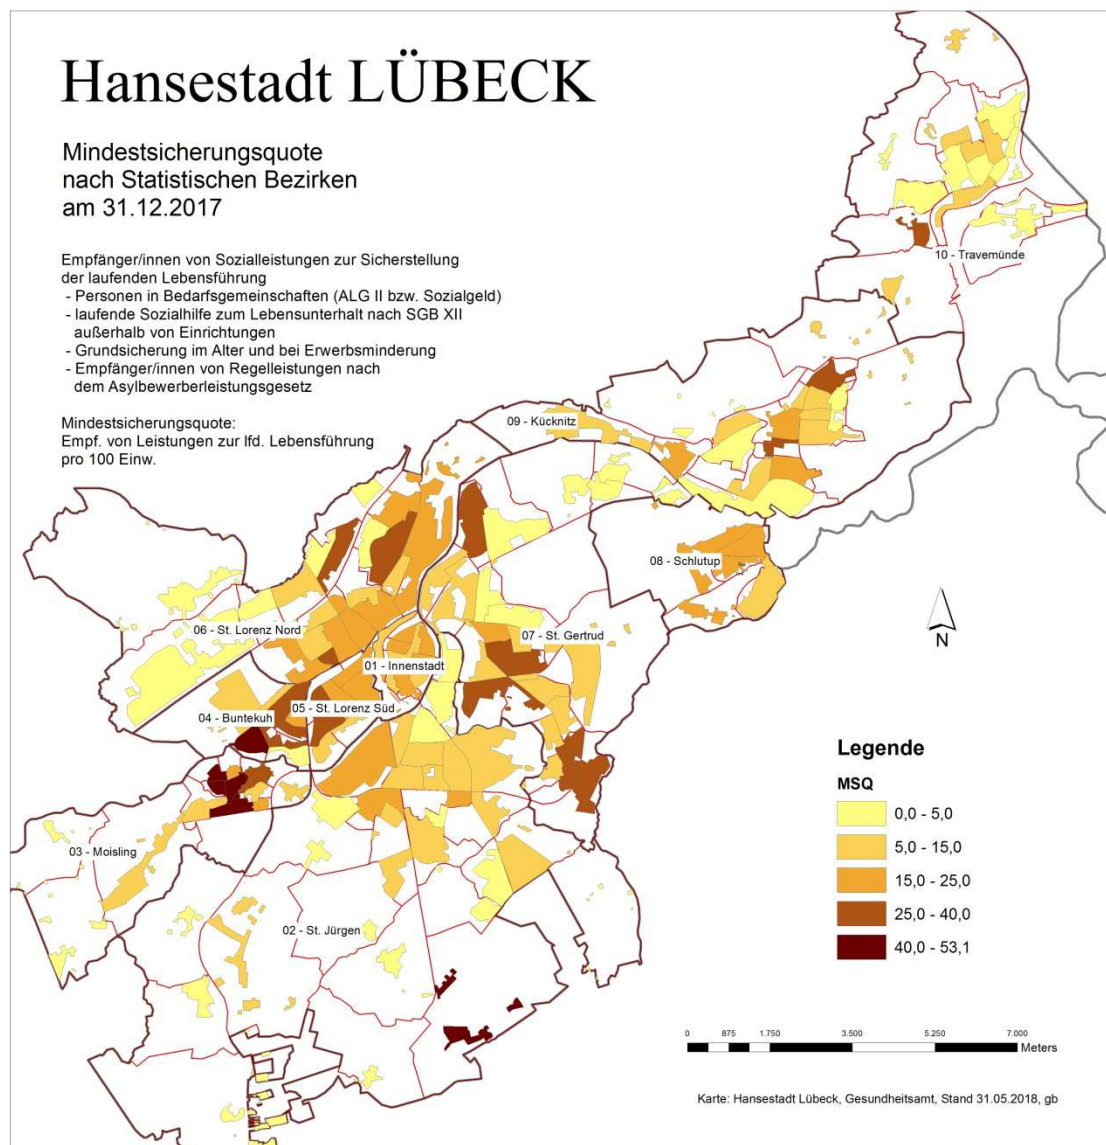 Hansestadt LÜBECK
Mindestsicherungsquote
nach Statistischen Bezirken
am 31.12.2017
Empfänger/innen von Sozialleistungen zur Sicherstellung
der laufenden Lebensführung
- Personen in Bedarfsgemeinschaften (ALG II bzw. Sozialgeld)
- laufende Sozialhilfe zum Lebensunterhalt nach SGB XII
außerhalb von Einrichtungen
- Grundsicherung im Alter und bei Erwerbsminderung
- Empfänger/innen von Regelleistungen nach
dem Asylbewerberleistungsgesetz
Mindestsicherungsquote:
Empf. von Leistungen zur lfd. Lebensführung
pro 100 Einw.
10 - Travemünde
09 - Kücknitz
08 - Schlutup
07 - St. Gertrud
06 - St. Lorenz Nord
01 - Innenstadt
05 - St. Lorenz Süd
04 - Buntekuh
03 - Moisling
02 - St. Jürgen
N
Legende
MSQ
0,0 - 5,0
5,0 - 15,0
15,0 - 25,0
25,0 - 40,0
40,0 - 53,1
0 875 1.750 3.500 5.250 7.000
Meters
Karte: Hansestadt Lübeck, Gesundheitsamt, Stand 31.05.2018, gb